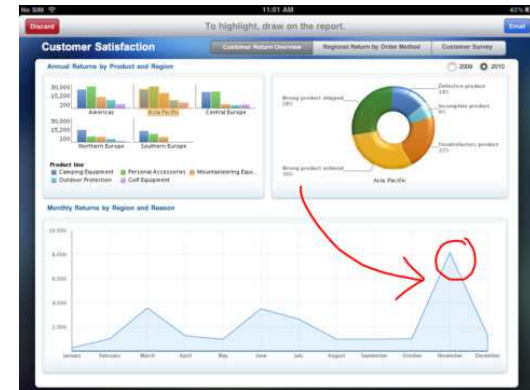 No SIM 11:01 AM 43%
Discard To highlight, draw on the report. Email
Customer Satisfaction Customer Return Overview Regional Return by Order Method Customer Survey
Annual Returns by Product and Region 2009 2010
30,000
15,200
200
Americas Asia Pacific Central Europe
30,000
15,200
200
Northern Europe Southern Europe
Product line
Camping Equipment Personal Accessories Mountaineering Equi...
Outdoor Protection Golf Equipment
Defective product
14%
Incomplete product
Unsatisfactory product
22%
Wrong product shipped
Wrong product ordered
Asia Pacific
Monthly Returns by Region and Reason
10,000
8,000
6,000
4,000
2,000
January February March April May June July August September October November December